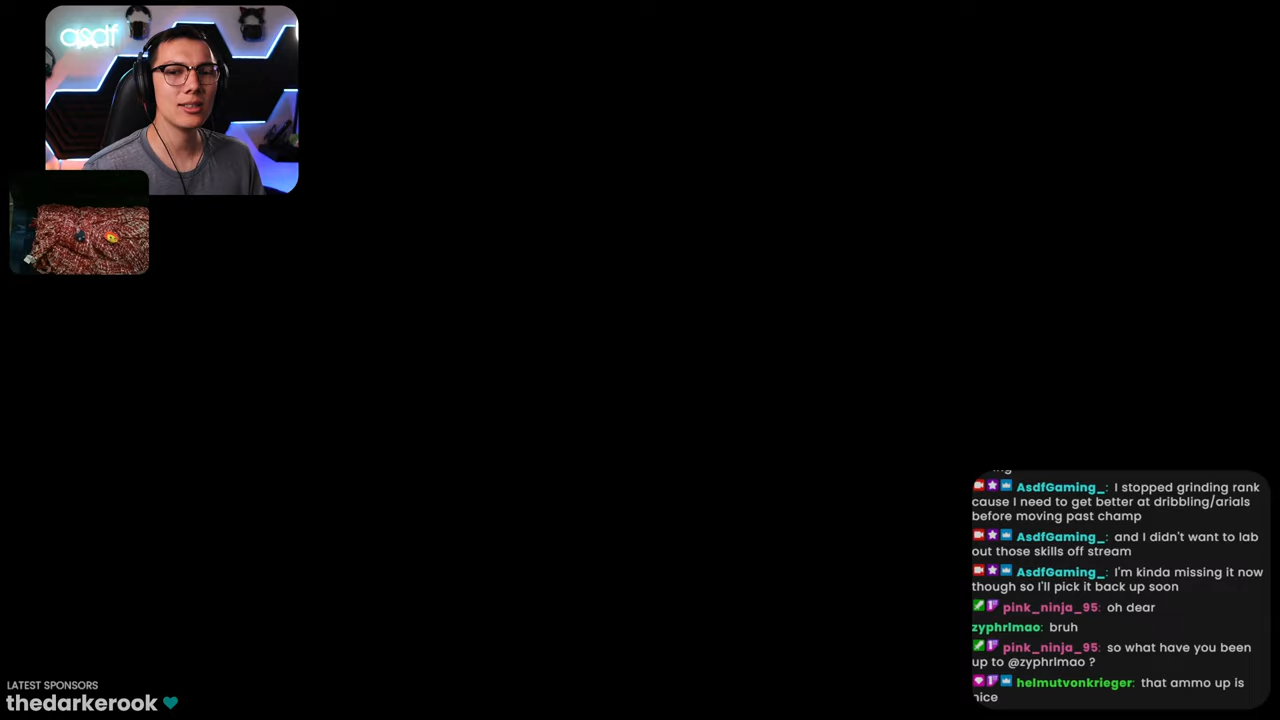 asdf
AsdfGaming_: I stopped grinding rank
cause I need to get better at dribbling/arials
before moving past champ
AsdfGaming_: and I didn't want to lab
out those skills off stream
AsdfGaming_: I'm kinda missing it now
though so I'll pick it back up soon
pink_ninja_95: oh dear
zyphrlmao: bruh
pink_ninja_95: so what have you been
up to @zyphrlmao ?
helmutvonkrieger: that ammo up is
nice
LATEST SPONSORS
thedarkerook